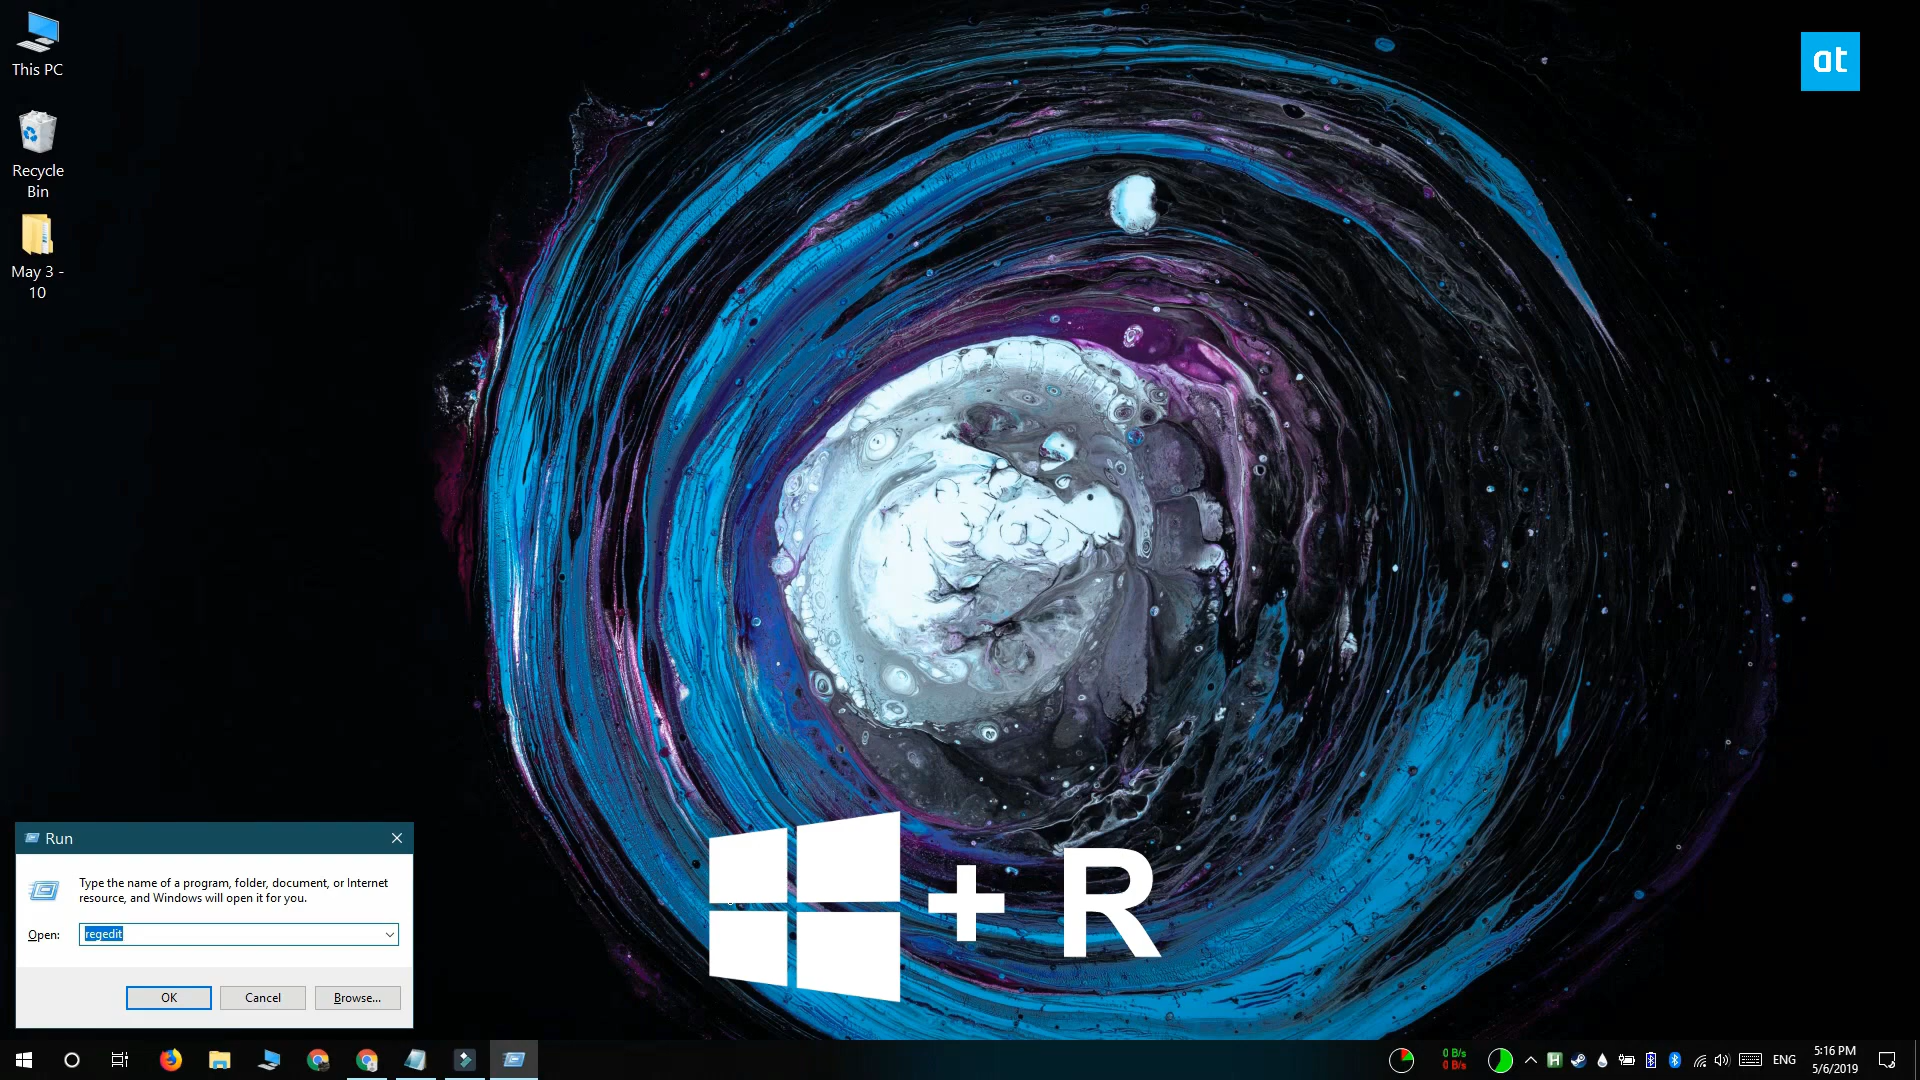 This PC
Recycle
Bin
May 3 -
10
at
Run
Type the name of a program, folder, document, or Internet
resource, and Windows will open it for you.
Open:
regedit
OK
Cancel
Browse...
+ R
0 B/s
0 B/s
H
ENG
5:16 PM
5/6/2019